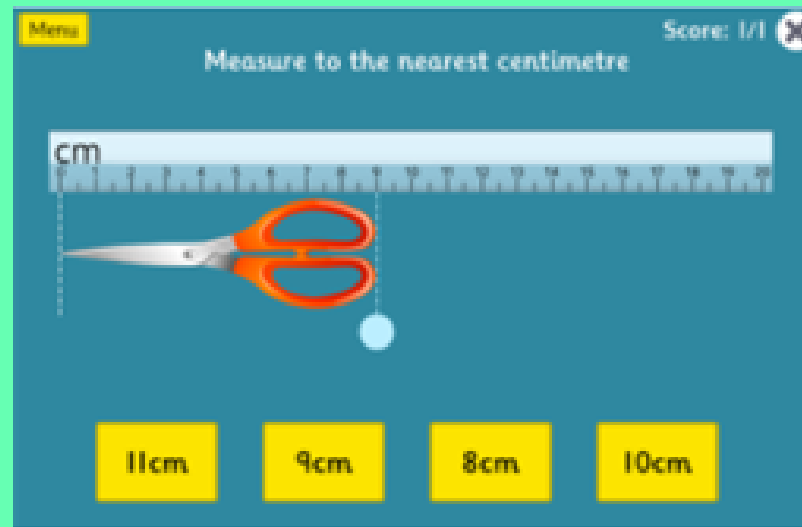 Menu
Score: 1/1
Measure to the nearest centimetre
cm
0 1 2 3 4 5 6 7 8 9 10 11 12 13 14 15 16 17 18 19 20
11cm 9cm 8cm 10cm